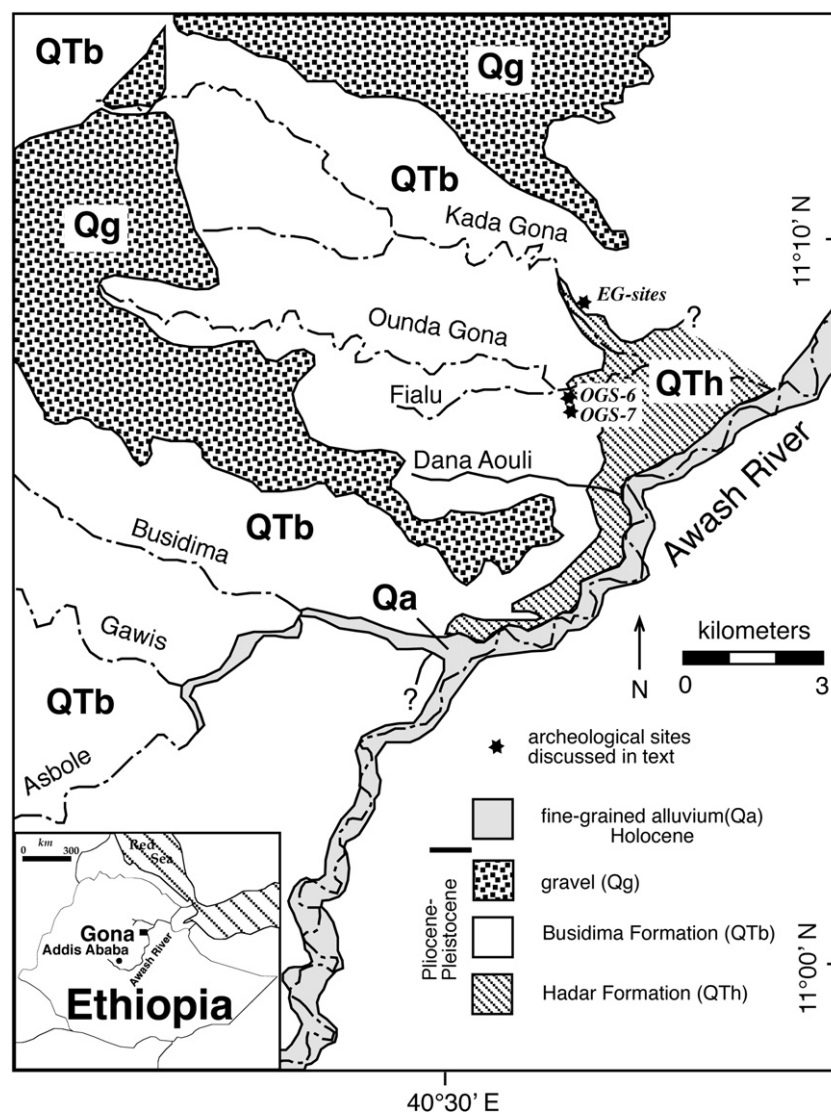 QTb
Qg
QTb
Kada Gona
11°10' N
Qg
EG-sites
?
Ounda Gona
QTh
Fialu
OGS-6
OGS-7
Dana Aouli
Awash River
QTb
Busidima
Qa
kilometers
N
0 3
Gawis
?
QTb
archeological sites
discussed in text
Asbole
fine-grained alluvium(Qa)
Holocene
gravel (Qg)
Pliocene-
Pleistocene
Busidima Formation (QTb)
Hadar Formation (QTh)
11°00' N
km
0 300
Red
Sea
Gona
Addis Ababa
Awash River
Ethiopia
40°30' E